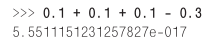 >>> 0.1 + 0.1 + 0.1 - 0.3
5.5511151231257827e-017